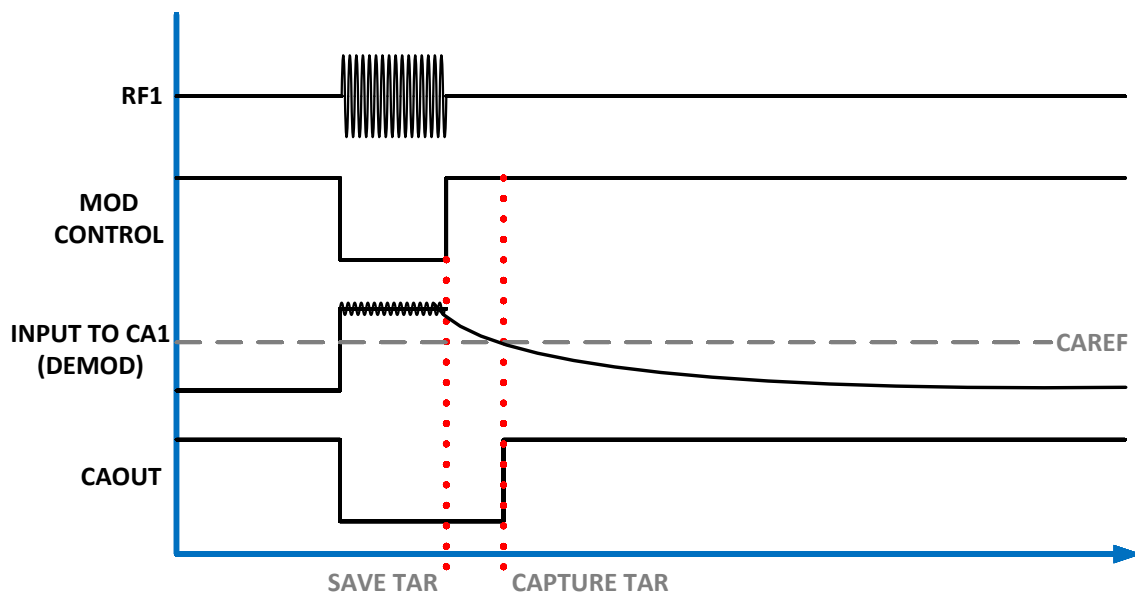 RF1
MOD
CONTROL
INPUT TO CA1
(DEMOD)
CAREF
CAOUT
SAVE TAR
CAPTURE TAR